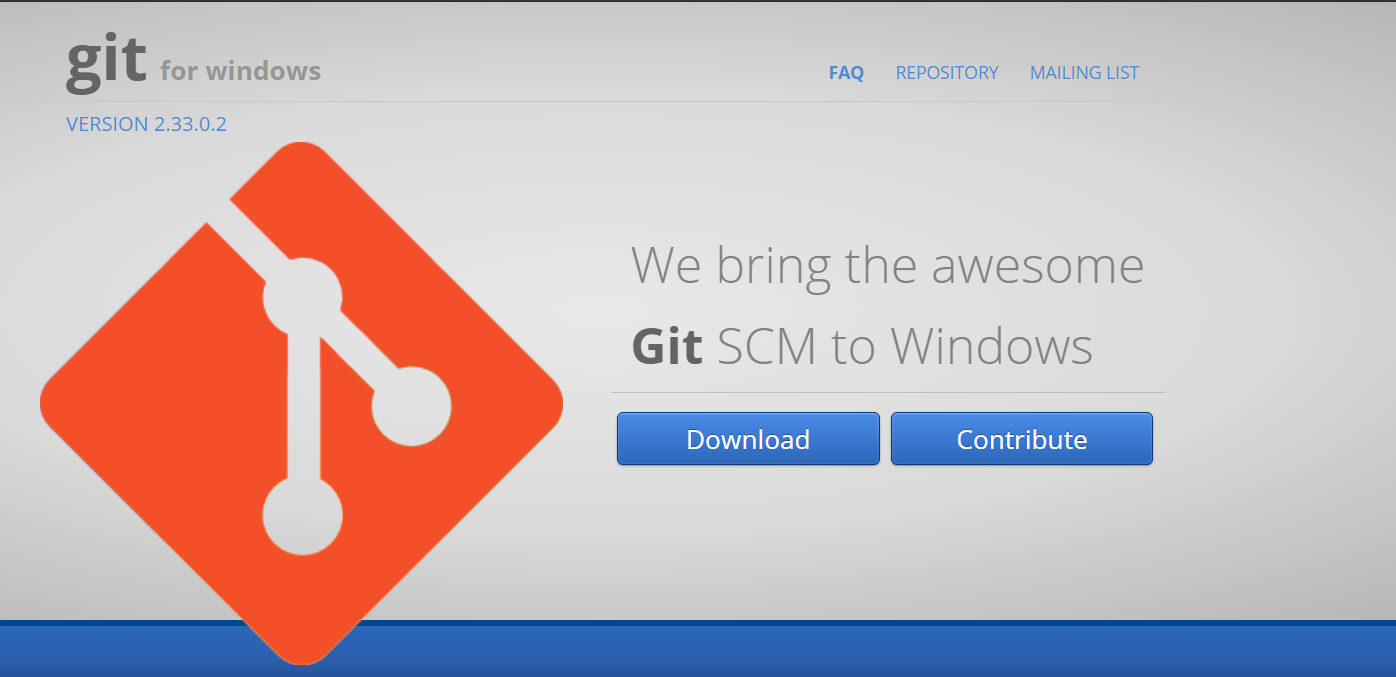 git for windows
FAQ REPOSITORY MAILING LIST
VERSION 2.33.0.2
We bring the awesome
Git SCM to Windows
Download Contribute